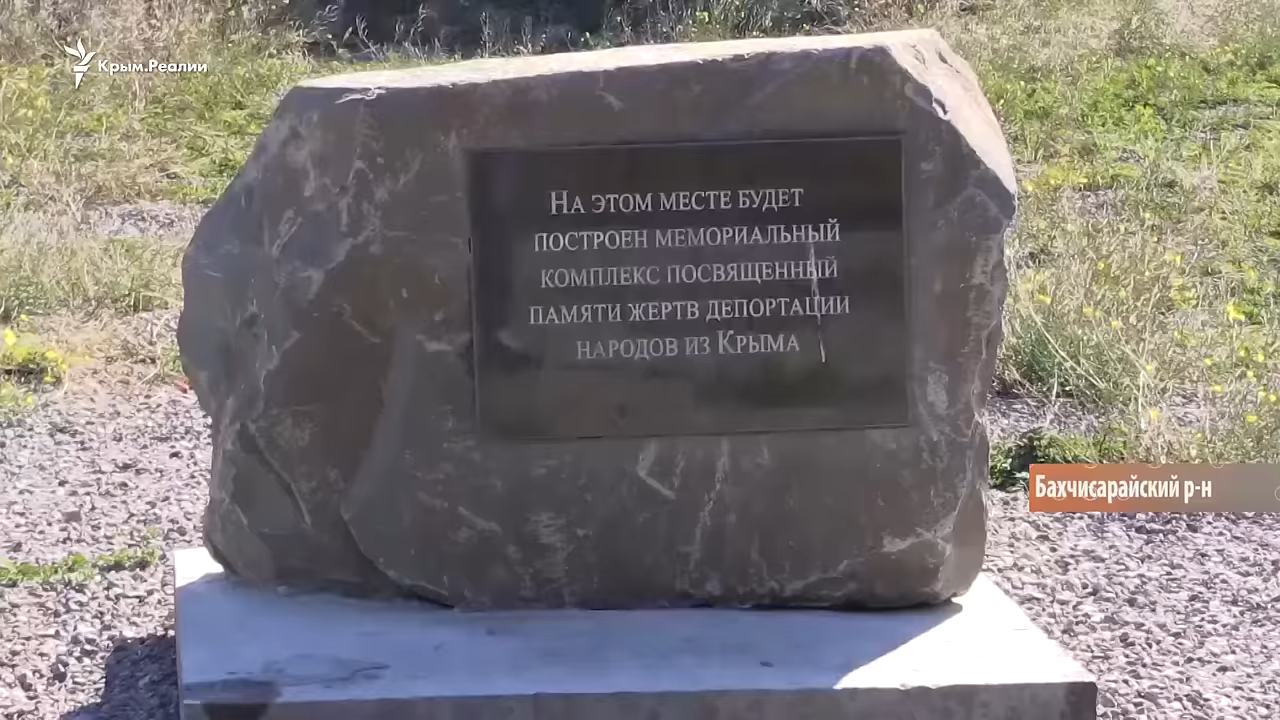 Крым.Реалии
На этом месте будет
построен мемориальный
комплекс посвященный
памяти жертв депортации
народов из Крыма
Бахчисарайский р-н